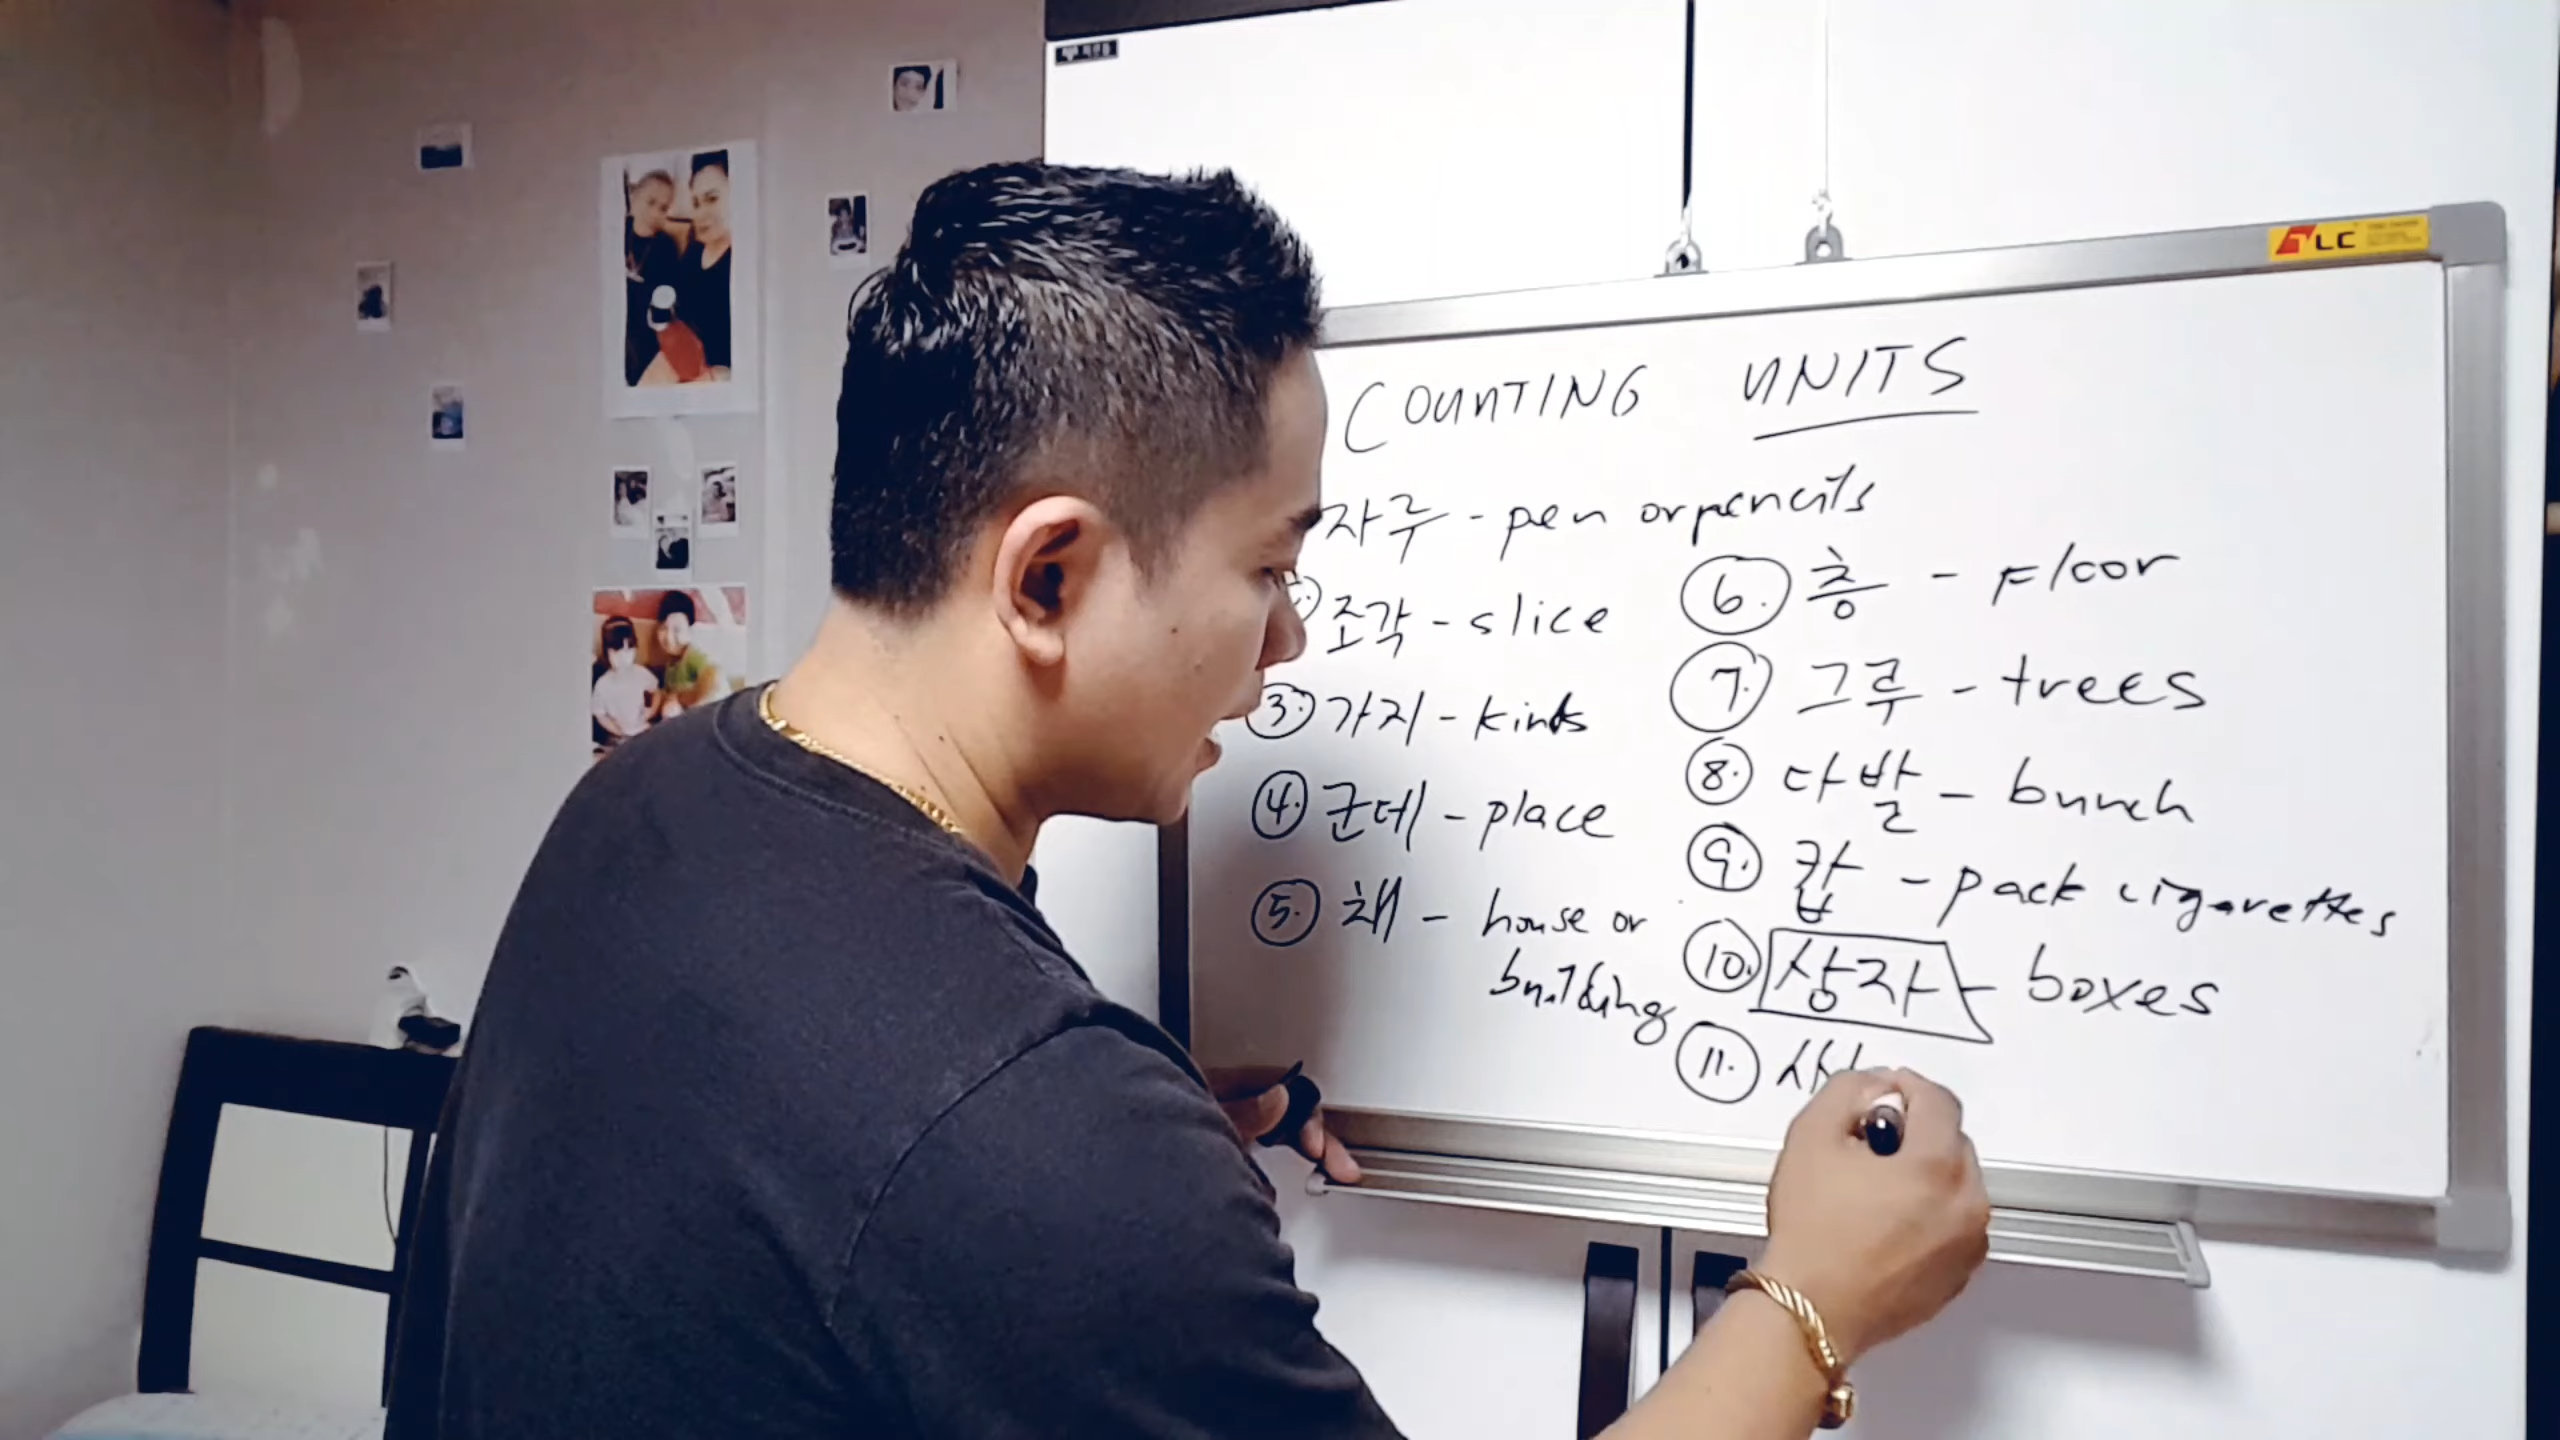 TLC
COUNTING UNITS
자루 - pen or pencils
조각 - slice
3. 가지 - kinds
4. 군데 - place
5. 채 - house or
building
6. 층 - Floor
7. 그루 - trees
8. 다발 - bunch
9. 갑 - pack cigarettes
10. 상자 - boxes
11.